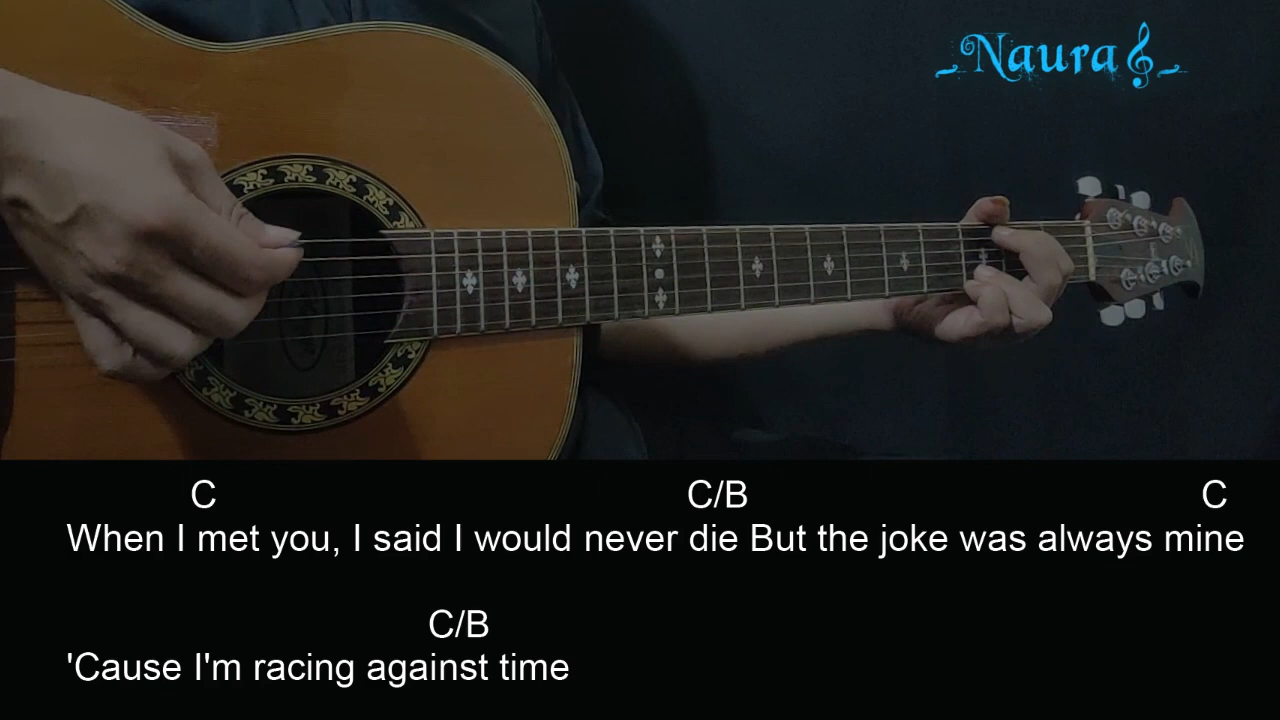 Naura
C C/B C
When I met you, I said I would never die But the joke was always mine
C/B
'Cause I'm racing against time